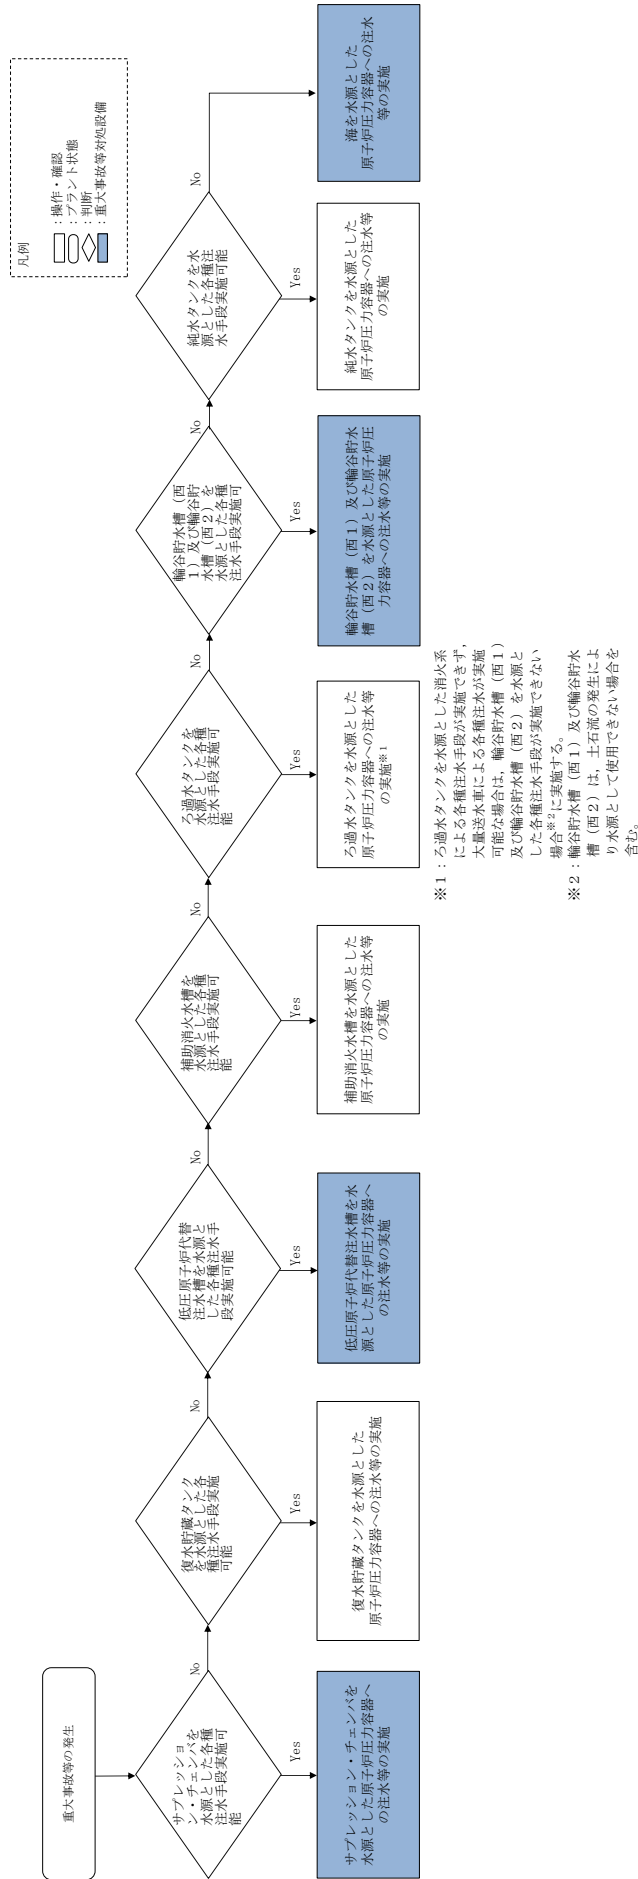 重大事故等の発生
サプレッショ
ン・チェンバを
水源とした各種
注水手段実施可
能
No
Yes
サプレッション・チェンバを
水源とした原子炉圧力容器へ
の注水等の実施
復水貯蔵タンク
を水源とした各
種注水手段実施
可能
No
Yes
復水貯蔵タンクを水源とした
原子炉圧力容器への注水等の実施
低圧原子炉代替
注水槽を水源と
した各種注水手
段実施可能
No
Yes
低圧原子炉代替注水槽を水
源とした原子炉圧力容器へ
の注水等の実施
補助消火水槽を
水源とした各種
注水手段実施可
能
No
Yes
補助消火水槽を水源とした
原子炉圧力容器への注水等
の実施
ろ過水タンクを
水源とした各種
注水手段実施可
能
No
Yes
ろ過水タンクを水源とした
原子炉圧力容器への注水等
の実施※1
輪谷貯水槽(西
1)及び輪谷貯
水槽(西2)を
水源とした各種
注水手段実施可
No
Yes
輪谷貯水槽(西1)及び輪谷貯水
槽(西2)を水源とした原子炉圧
力容器への注水等の実施
純水タンクを水
源とした各種注
水手段実施可能
No
Yes
純水タンクを水源とした
原子炉圧力容器への注水等
の実施
海を水源とした
原子炉圧力容器への注水
等の実施
凡例
:操作・確認
:プラント状態
:判断
:重大事故等対処設備
※1:ろ過水タンクを水源とした消火系
による各種注水手段が実施できず,
大量送水車による各種注水が実施
可能な場合は,輪谷貯水槽(西1)
及び輪谷貯水槽(西2)を水源と
した各種注水手段が実施できない
場合※2に実施する。
※2:輪谷貯水槽(西1)及び輪谷貯水
槽(西2)は,土石流の発生によ
り水源として使用できない場合を
含む。